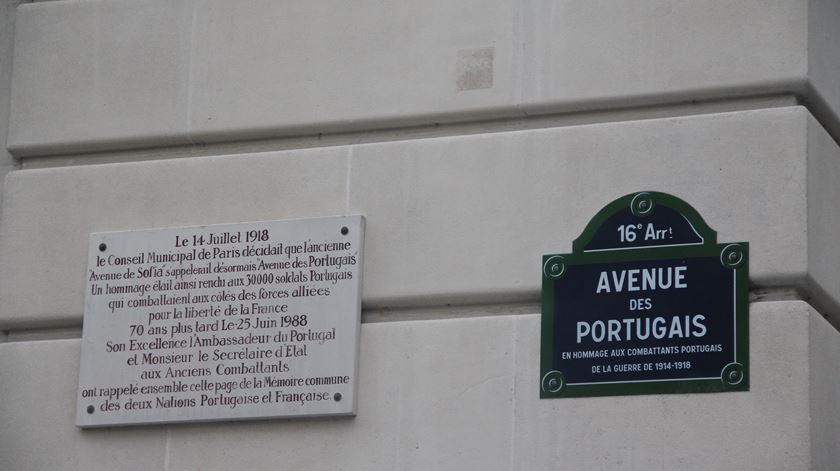 Le 14 Juillet 1918
le Conseil Municipal de Paris décidait que l'ancienne
"Avenue de Sofia" s'appelerait désormais "Avenue des Portugais"
Un hommage était ainsi rendu aux 30000 soldats Portugais
qui combattaient aux côtés des forces alliées
pour la liberté de la France
70 ans plus tard Le 25 Juin 1988
Son Excellence l'Ambassadeur du Portugal
et Monsieur le Secrétaire d'Etat
aux Anciens Combattants
ont rappelé ensemble cette page de la Mémoire commune
des deux Nations Portugaise et Française.
16e Arrt
AVENUE
DES
PORTUGAIS
EN HOMMAGE AUX COMBATTANTS PORTUGAIS
DE LA GUERRE DE 1914-1918